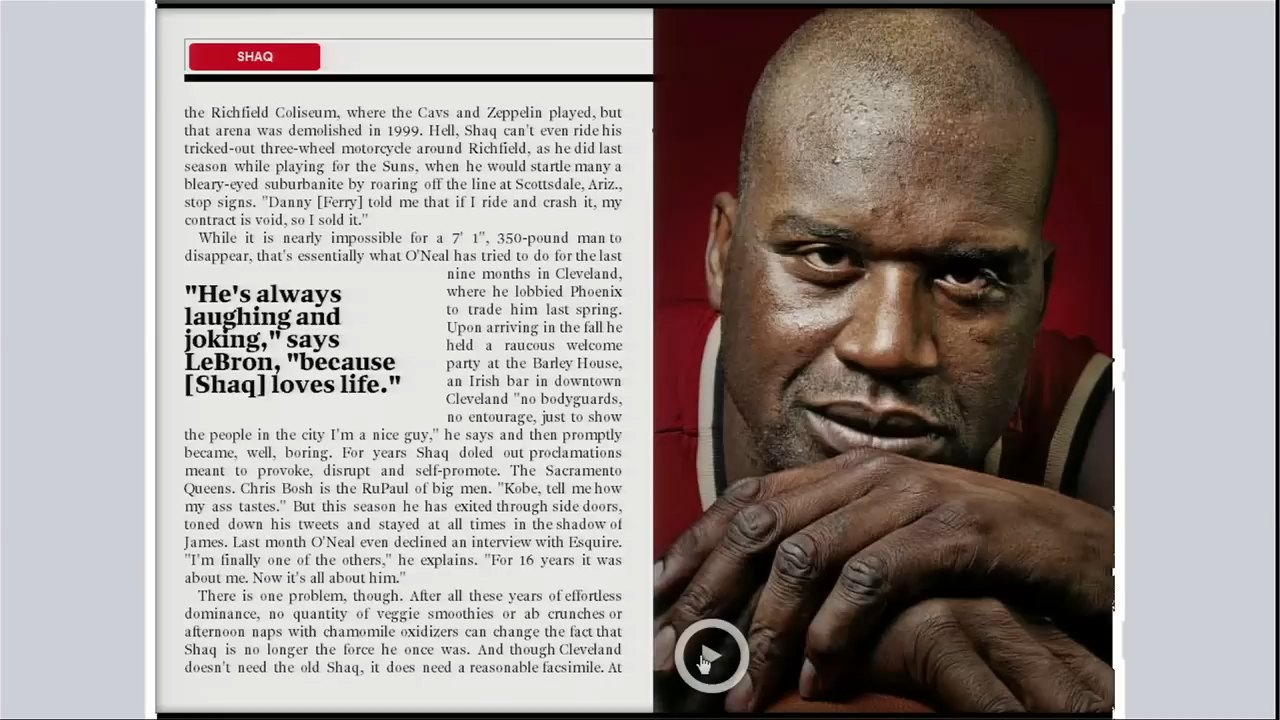 SHAQ
the Richfield Coliseum, where the Cavs and Zeppelin played, but
that arena was demolished in 1999. Hell, Shaq can't even ride his
tricked-out three-wheel motorcycle around Richfield, as he did last
season while playing for the Suns, when he would startle many a
bleary-eyed suburbanite by roaring off the line at Scottsdale, Ariz.,
stop signs. "Danny [Ferry] told me that if I ride and crash it, my
contract is void, so I sold it."
While it is nearly impossible for a 7' 1", 350-pound man to
disappear, that's essentially what O'Neal has tried to do for the last
nine months in Cleveland,
where he lobbied Phoenix
to trade him last spring.
Upon arriving in the fall he
held a raucous welcome
party at the Barley House,
an Irish bar in downtown
Cleveland "no bodyguards,
no entourage, just to show
"He's always
laughing and
joking," says
LeBron, "because
[Shaq] loves life."
the people in the city I'm a nice guy," he says and then promptly
became, well, boring. For years Shaq doled out proclamations
meant to provoke, disrupt and self-promote. The Sacramento
Queens. Chris Bosh is the RuPaul of big men. "Kobe, tell me how
my ass tastes." But this season he has exited through side doors,
toned down his tweets and stayed at all times in the shadow of
James. Last month O'Neal even declined an interview with Esquire.
"I'm finally one of the others," he explains. "For 16 years it was
about me. Now it's all about him."
There is one problem, though. After all these years of effortless
dominance, no quantity of veggie smoothies or ab crunches or
afternoon naps with chamomile oxidizers can change the fact that
Shaq is no longer the force he once was. And though Cleveland
doesn't need the old Shaq, it does need a reasonable facsimile. At